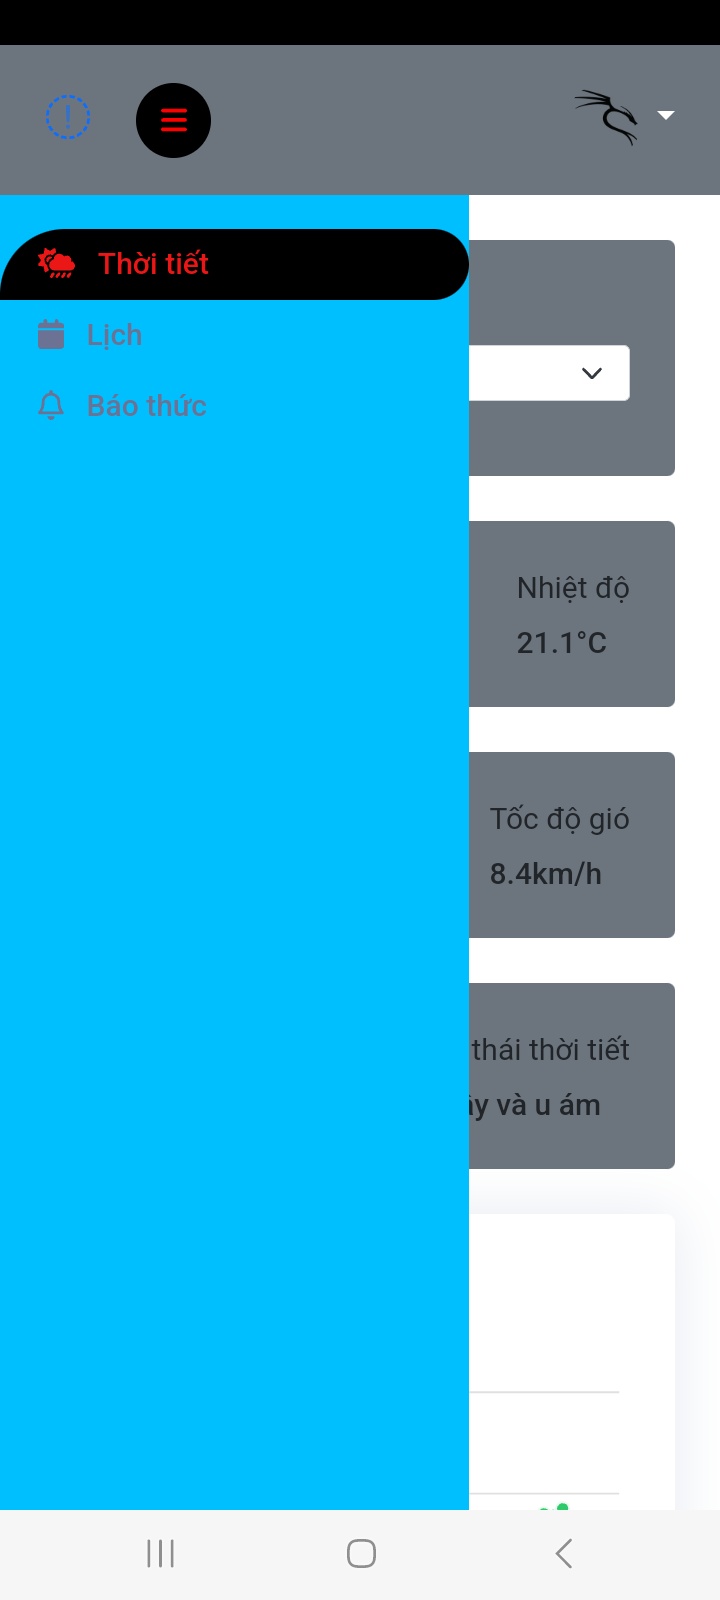 Thời tiết
Lịch
Báo thức
Nhiệt độ
21.1°C
Tốc độ gió
8.4km/h
thái thời tiết
và u ám